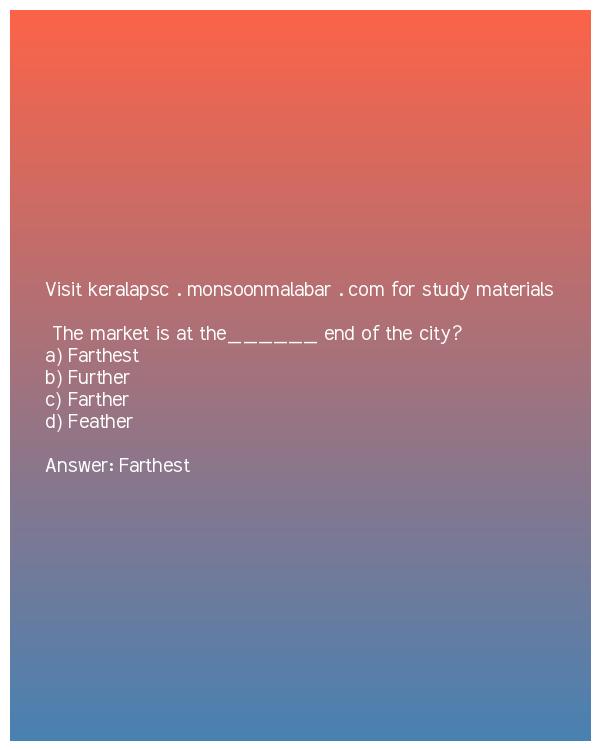 Visit keralapsc . monsoonmalabar . com for study materials
The market is at the______ end of the city?
a) Farthest
b) Further
c) Farther
d) Feather
Answer: Farthest